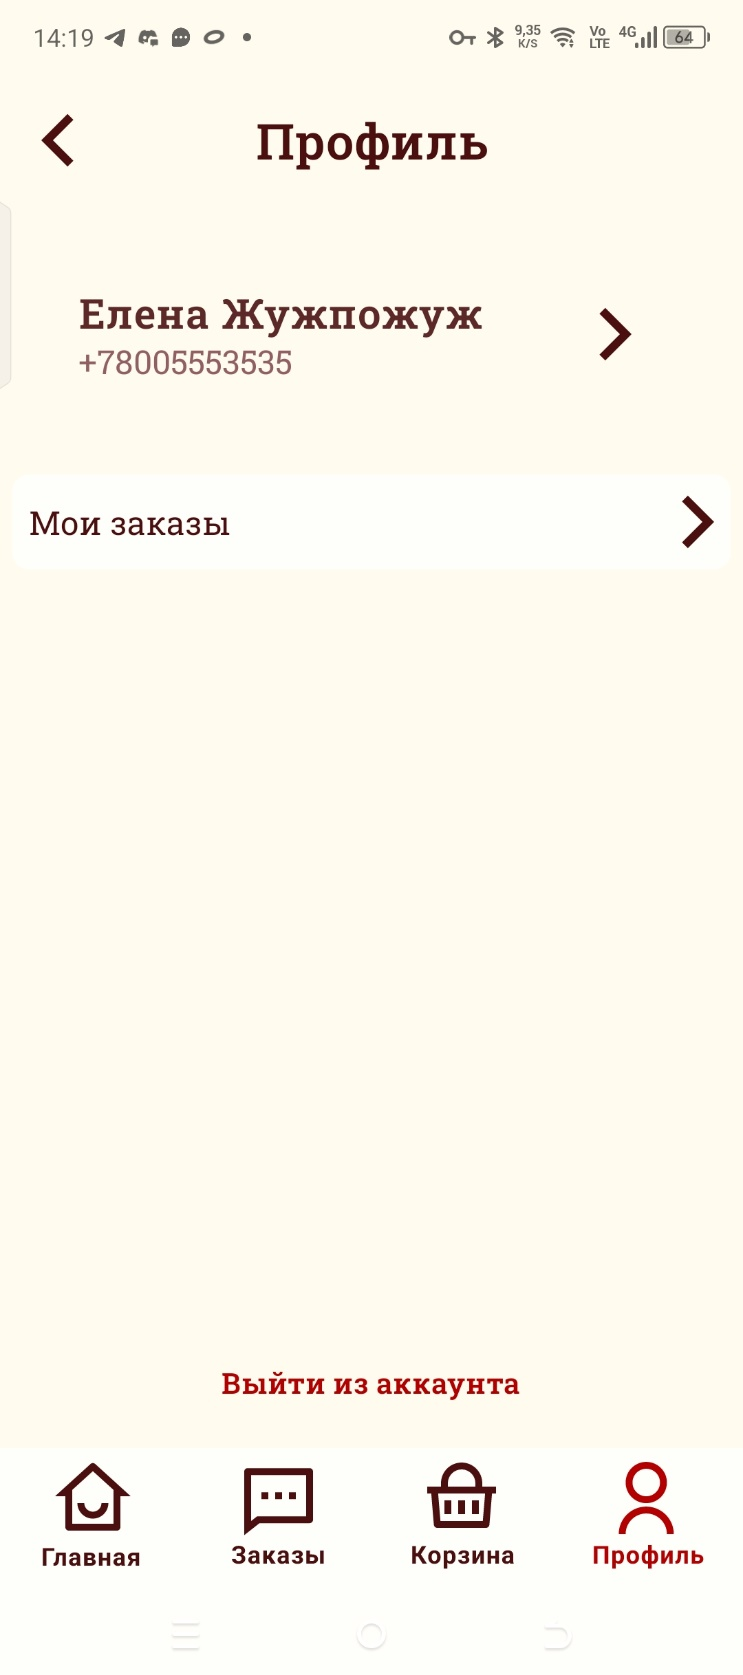 14:19 9,35 K/S Vo LTE 4G 64
Профиль
Елена Жужпожуж
+78005553535
Мои заказы
Выйти из аккаунта
Главная Заказы Корзина Профиль